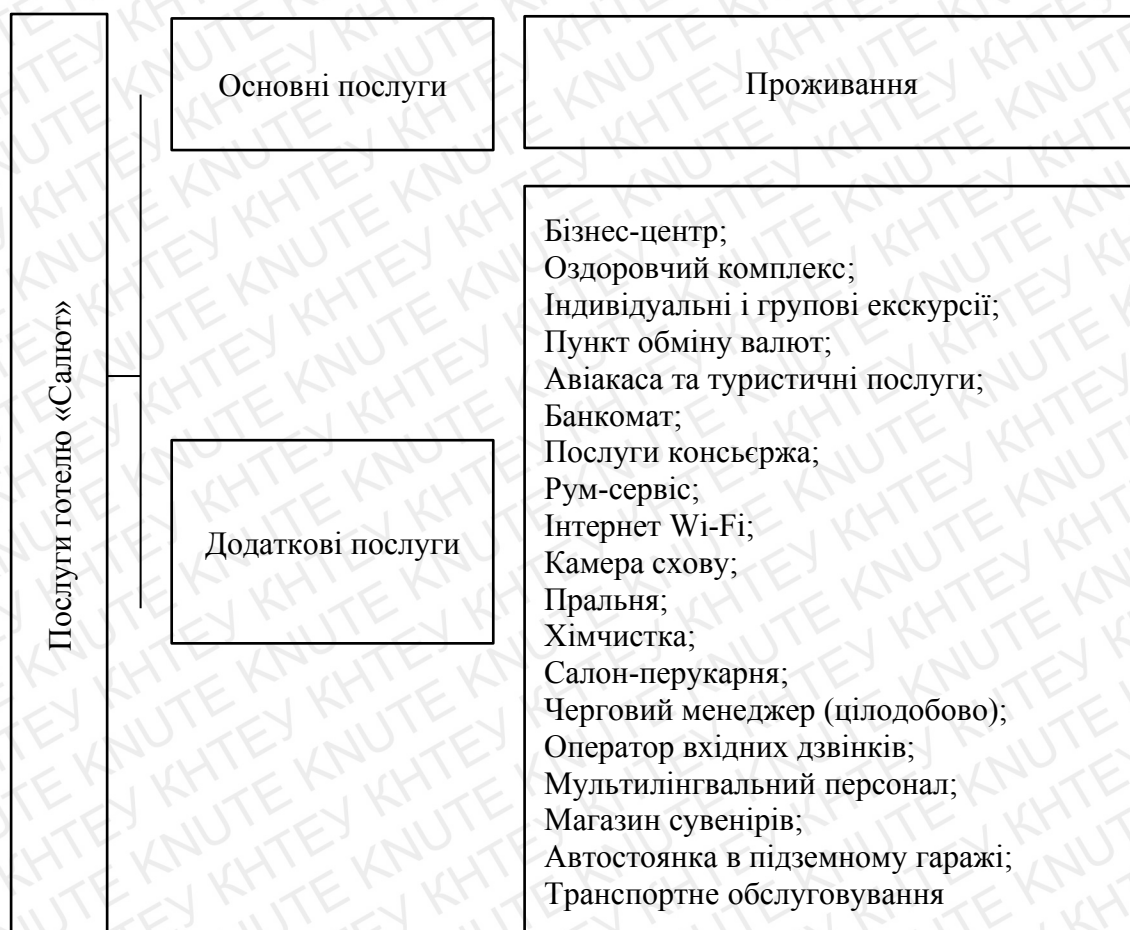 Послуги готелю «Салют»
Основні послуги
Проживання
Додаткові послуги
Бізнес-центр;
Оздоровчий комплекс;
Індивідуальні і групові екскурсії;
Пункт обміну валют;
Авіакаса та туристичні послуги;
Банкомат;
Послуги консьєржа;
Рум-сервіс;
Інтернет Wi-Fi;
Камера схову;
Пральня;
Хімчистка;
Салон-перукарня;
Черговий менеджер (цілодобово);
Оператор вхідних дзвінків;
Мультилінгвальний персонал;
Магазин сувенірів;
Автостоянка в підземному гаражі;
Транспортне обслуговування